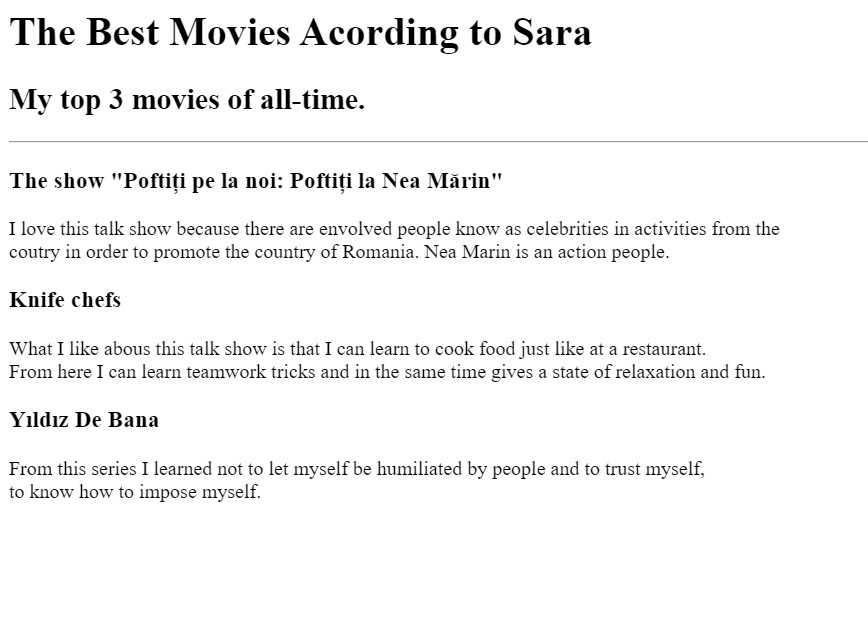 The Best Movies Acording to Sara
My top 3 movies of all-time.
The show "Poftiți pe la noi: Poftiți la Nea Mărin"
I love this talk show because there are envolved people know as celebrities in activities from the
coutry in order to promote the country of Romania. Nea Marin is an action people.
Knife chefs
What I like abous this talk show is that I can learn to cook food just like at a restaurant.
From here I can learn teamwork tricks and in the same time gives a state of relaxation and fun.
Yıldız De Bana
From this series I learned not to let myself be humiliated by people and to trust myself,
to know how to impose myself.